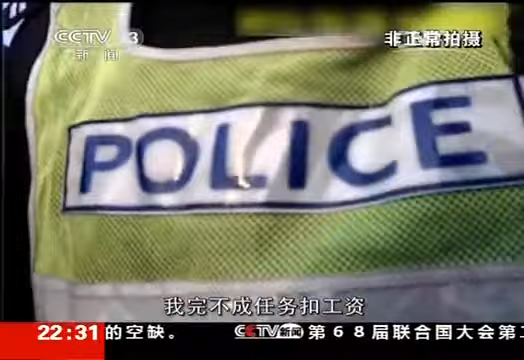 CCTV 13
新闻
非正常拍摄
POLICE
我完不成任务扣工资
22:31 的空缺。 CCTV新闻 第68届联合国大会第二